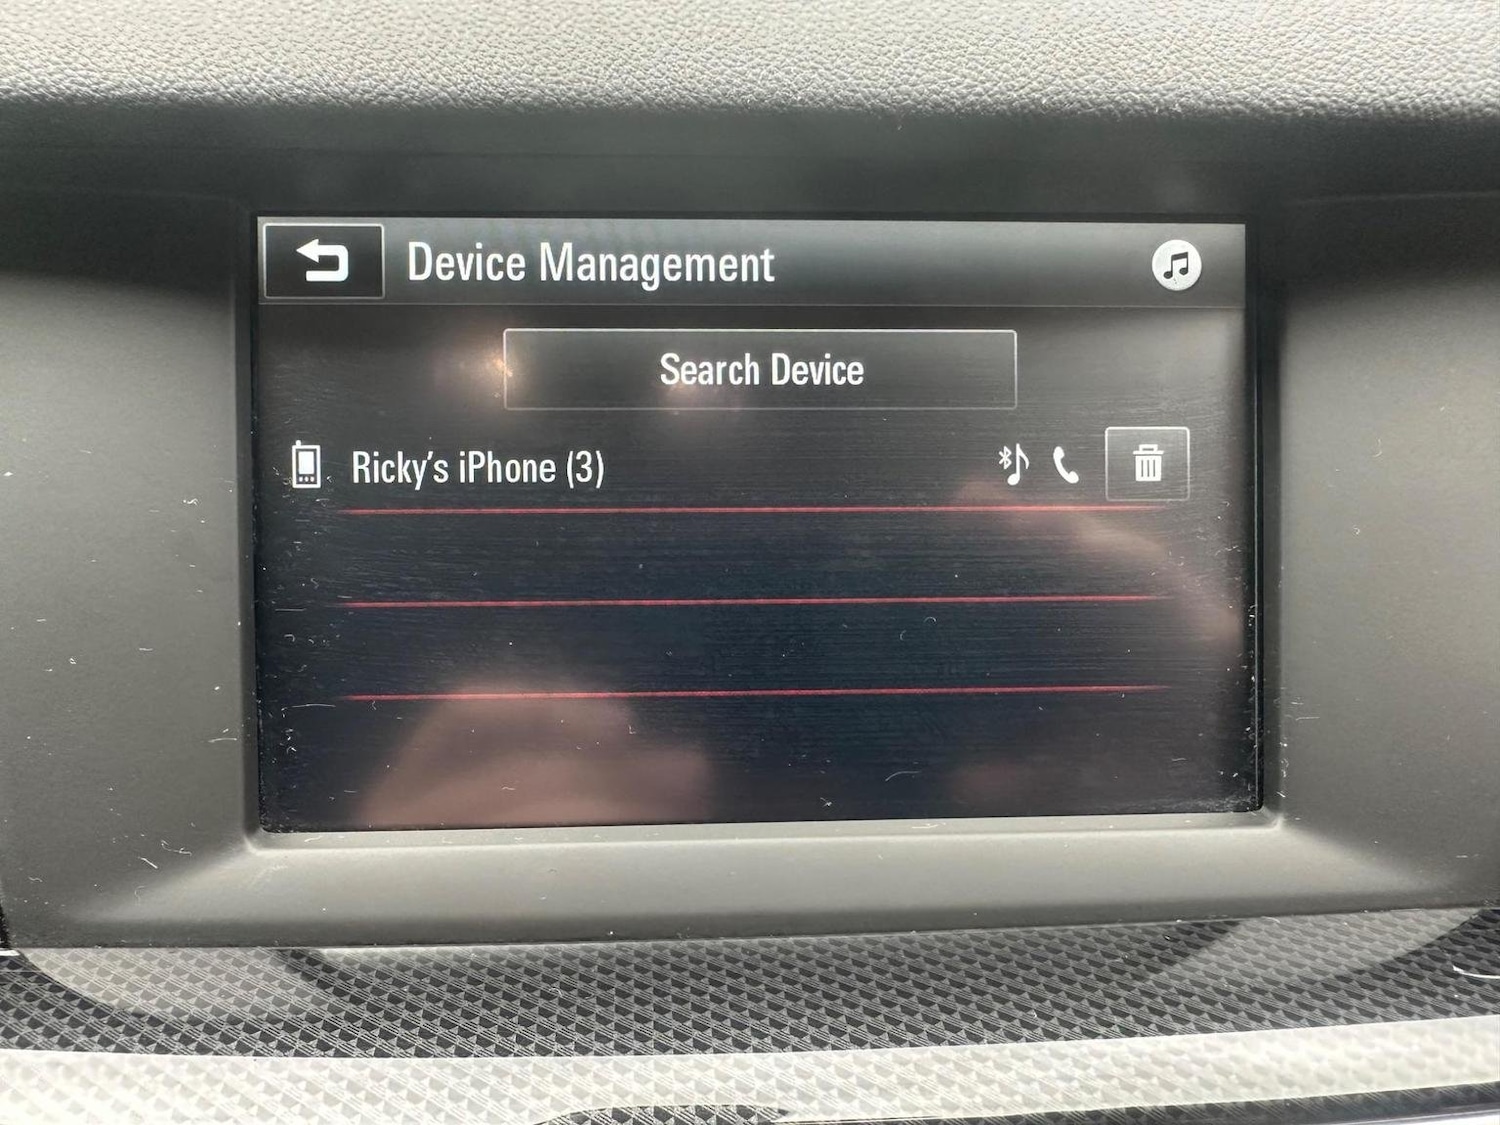 Device Management
Search Device
Ricky's iPhone (3)